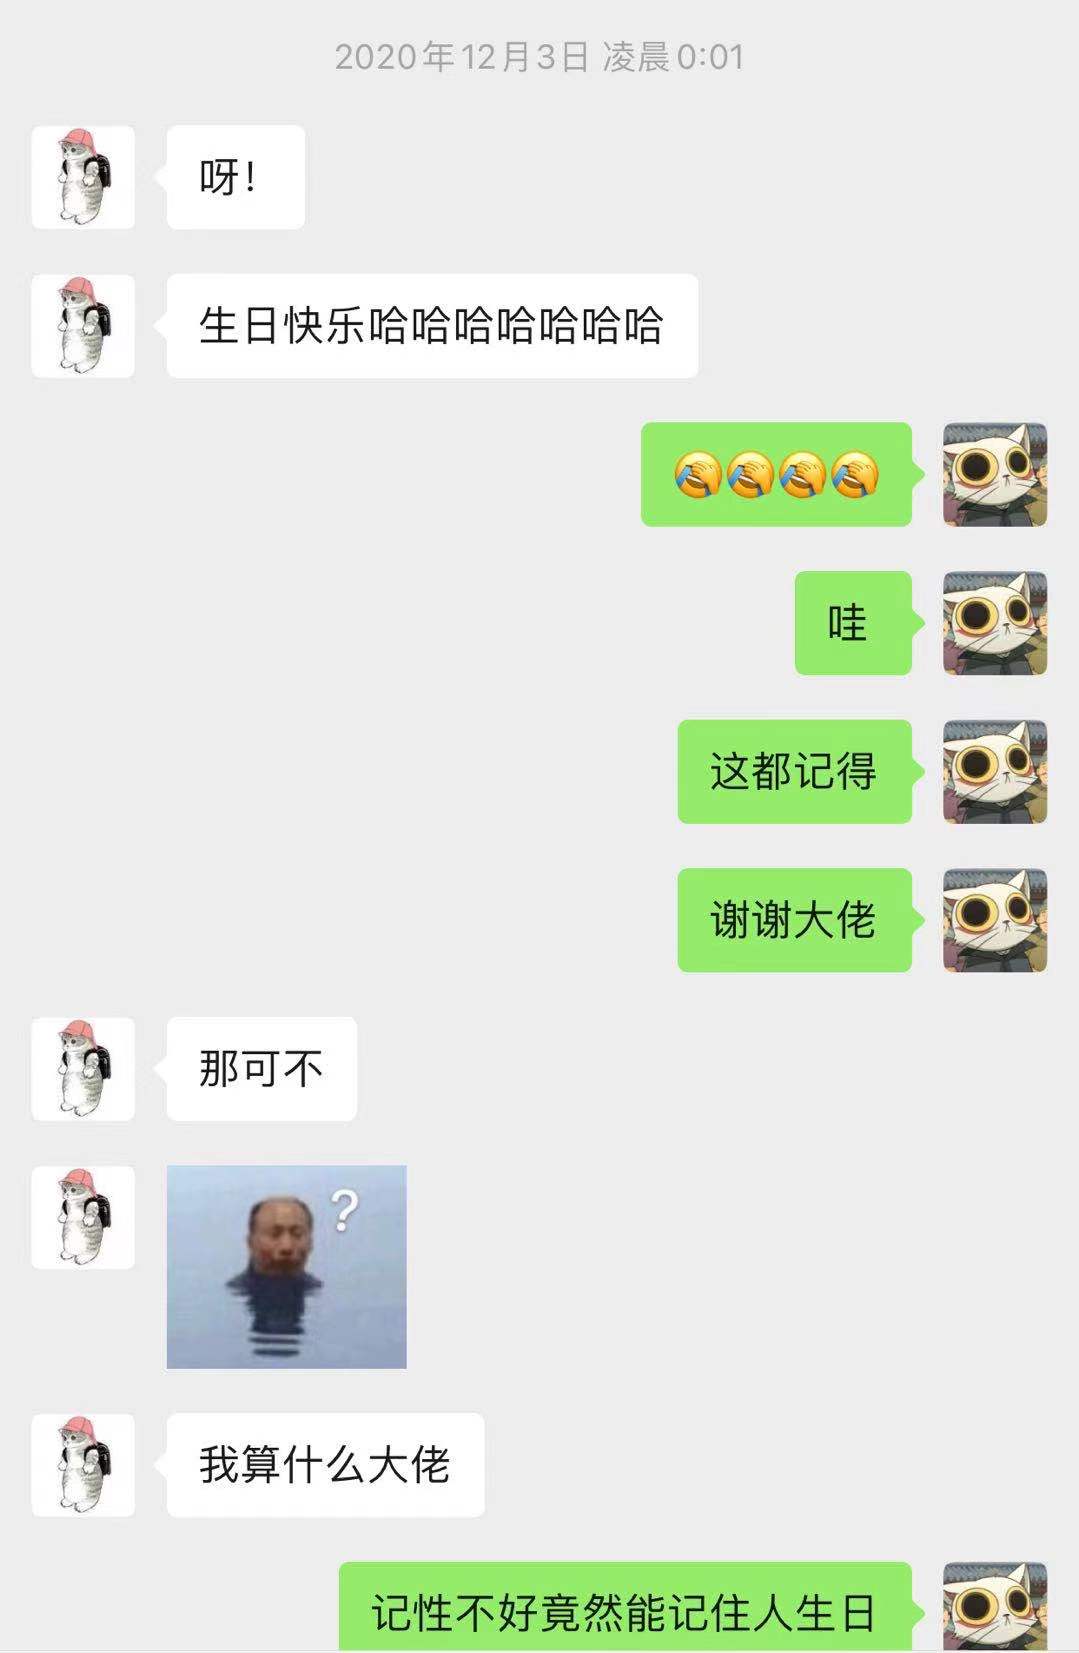 2020年12月3日 凌晨0:01
呀！
生日快乐哈哈哈哈哈哈哈
🤦🤦🤦🤦
哇
这都记得
谢谢大佬
那可不
?
我算什么大佬
记性不好竟然能记住人生日